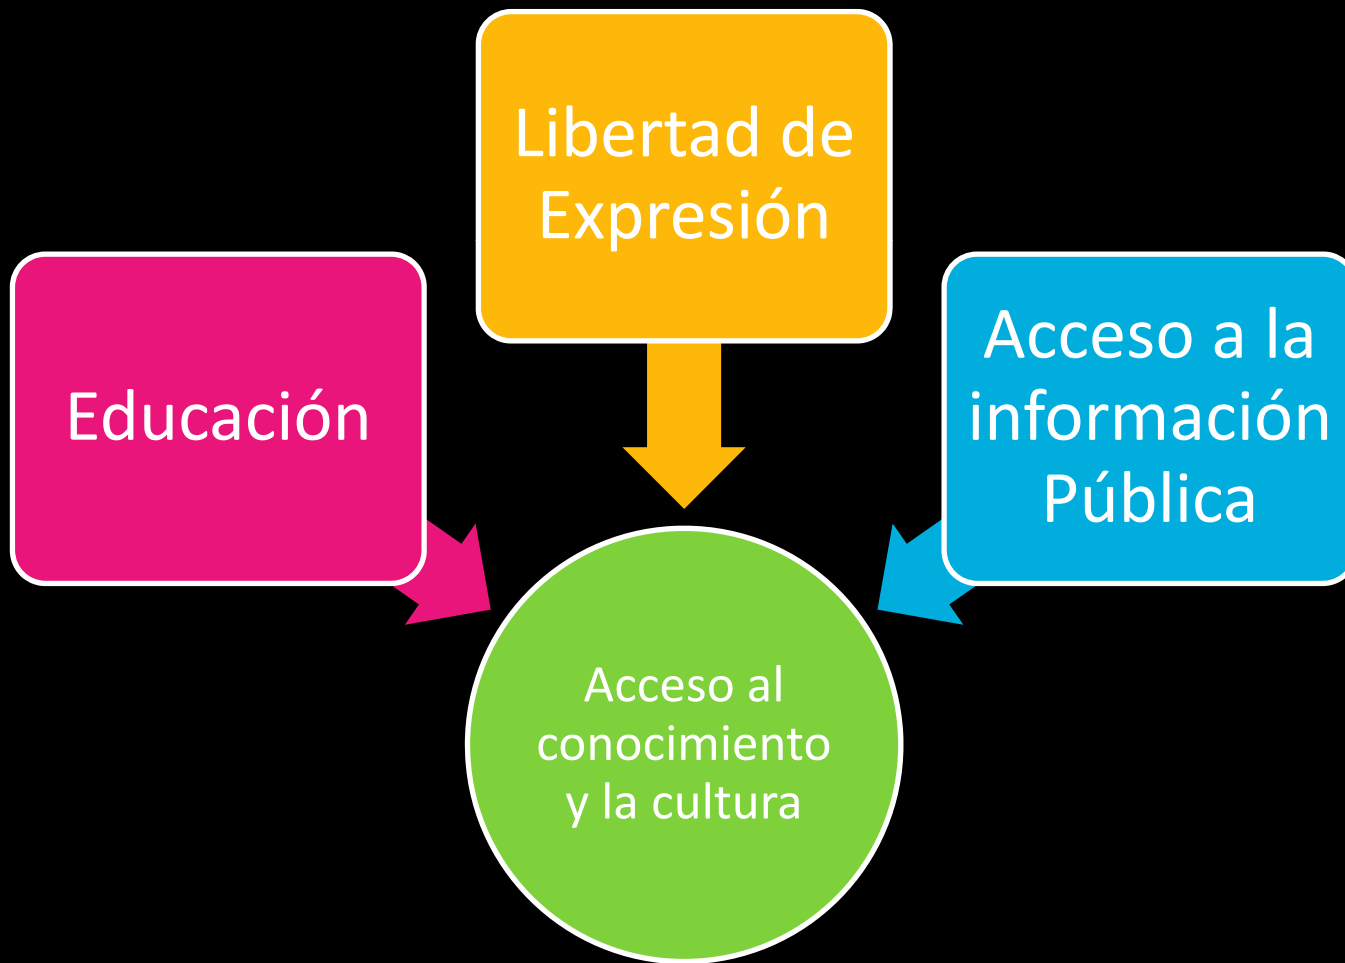 Libertad de
Expresión
Educación
Acceso a la
información
Pública
Acceso al
conocimiento
y la cultura